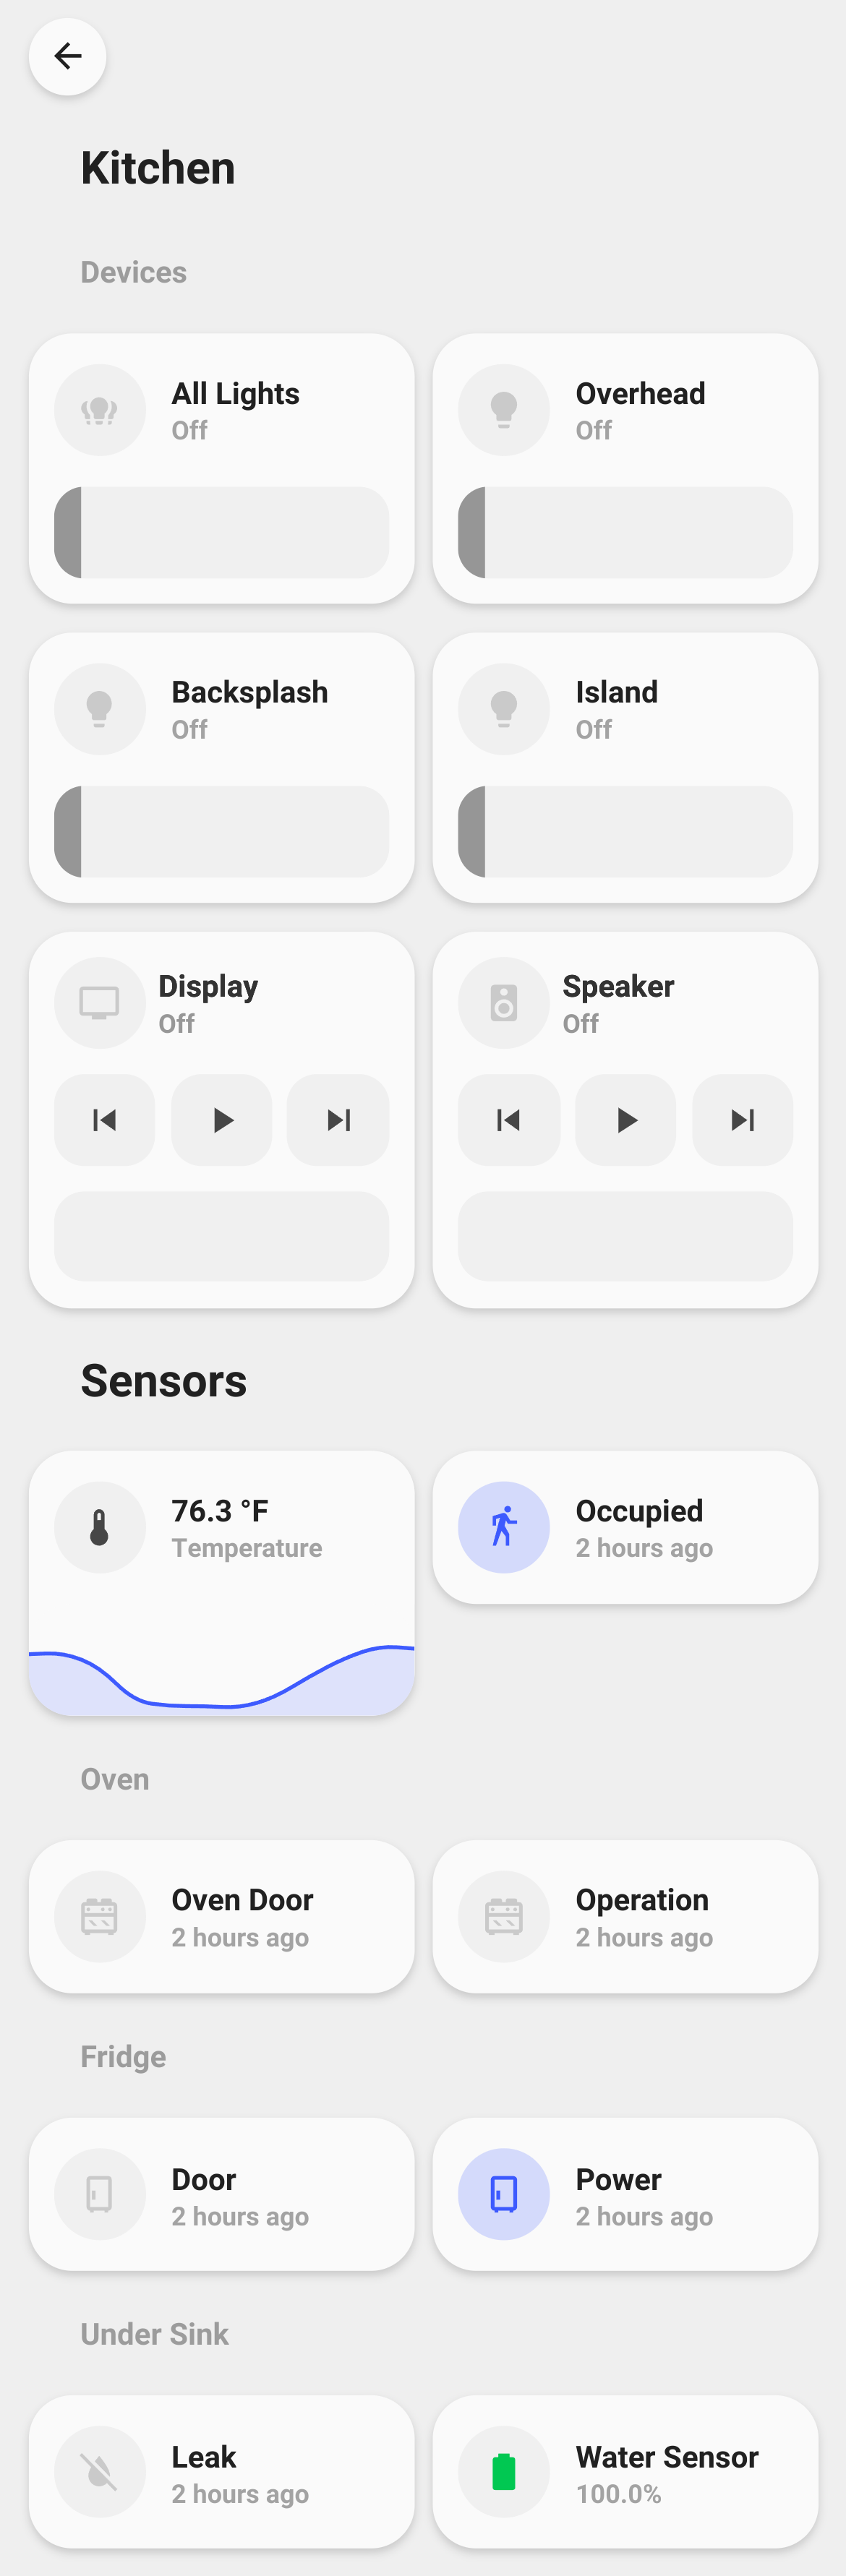 Kitchen
Devices
All Lights
Off
Overhead
Off
Backsplash
Off
Island
Off
Display
Off
Speaker
Off
Sensors
76.3 °F
Temperature
Occupied
2 hours ago
Oven
Oven Door
2 hours ago
Operation
2 hours ago
Fridge
Door
2 hours ago
Power
2 hours ago
Under Sink
Leak
2 hours ago
Water Sensor
100.0%